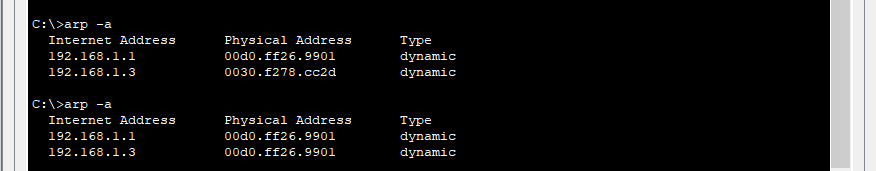 C:\>arp -a
Internet Address Physical Address Type
192.168.1.1 00d0.ff26.9901 dynamic
192.168.1.3 0030.f278.cc2d dynamic
C:\>arp -a
Internet Address Physical Address Type
192.168.1.1 00d0.ff26.9901 dynamic
192.168.1.3 00d0.ff26.9901 dynamic